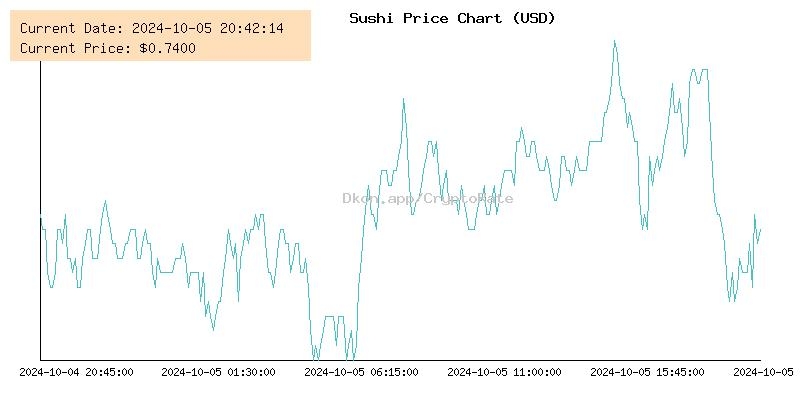 Sushi Price Chart (USD)
Current Date: 2024-10-05 20:42:14
Current Price: $0.7400
Dkon.app/CryptoRate
2024-10-04 20:45:00 2024-10-05 01:30:00 2024-10-05 06:15:00 2024-10-05 11:00:00 2024-10-05 15:45:00 2024-10-05